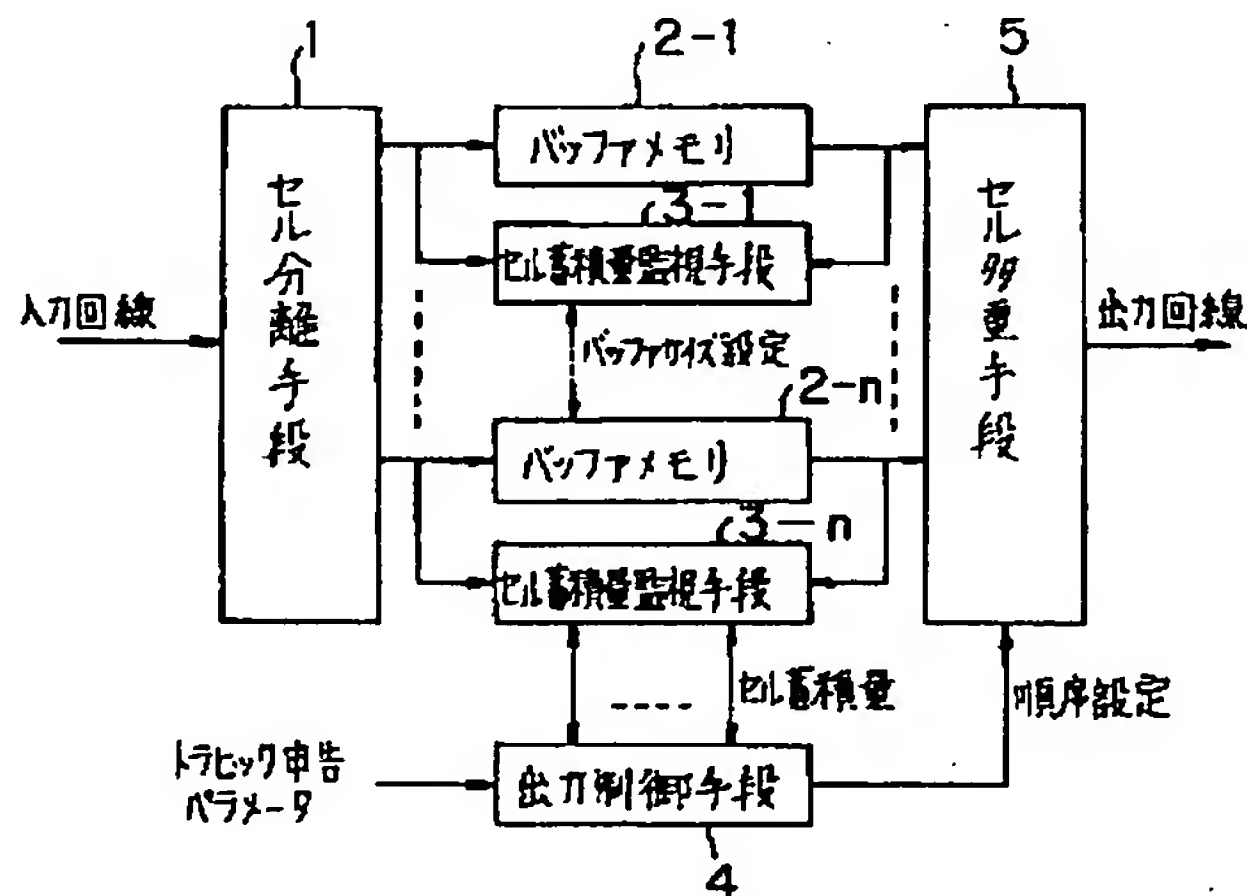 1
2-1
5
バッファメモリ
3-1
セル蓄積量監視手段
セル分離手段
セル多重手段
入力回線
出力回線
バッファサイズ設定
2-n
バッファメモリ
3-n
セル蓄積量監視手段
セル蓄積量
順序設定
トラヒック申告
パラメータ
出力制御手段
4